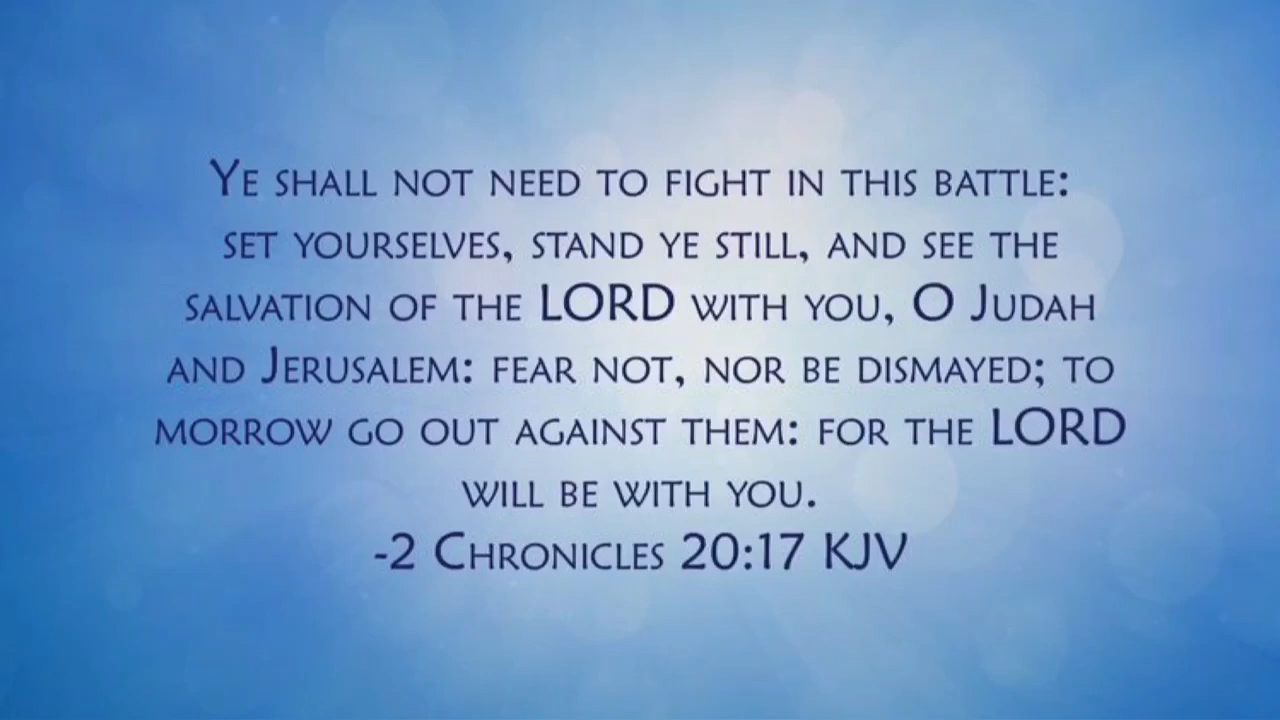 Ye shall not need to fight in this battle:
set yourselves, stand ye still, and see the
salvation of the LORD with you, O Judah
and Jerusalem: fear not, nor be dismayed; to
morrow go out against them: for the LORD
will be with you.
-2 Chronicles 20:17 KJV